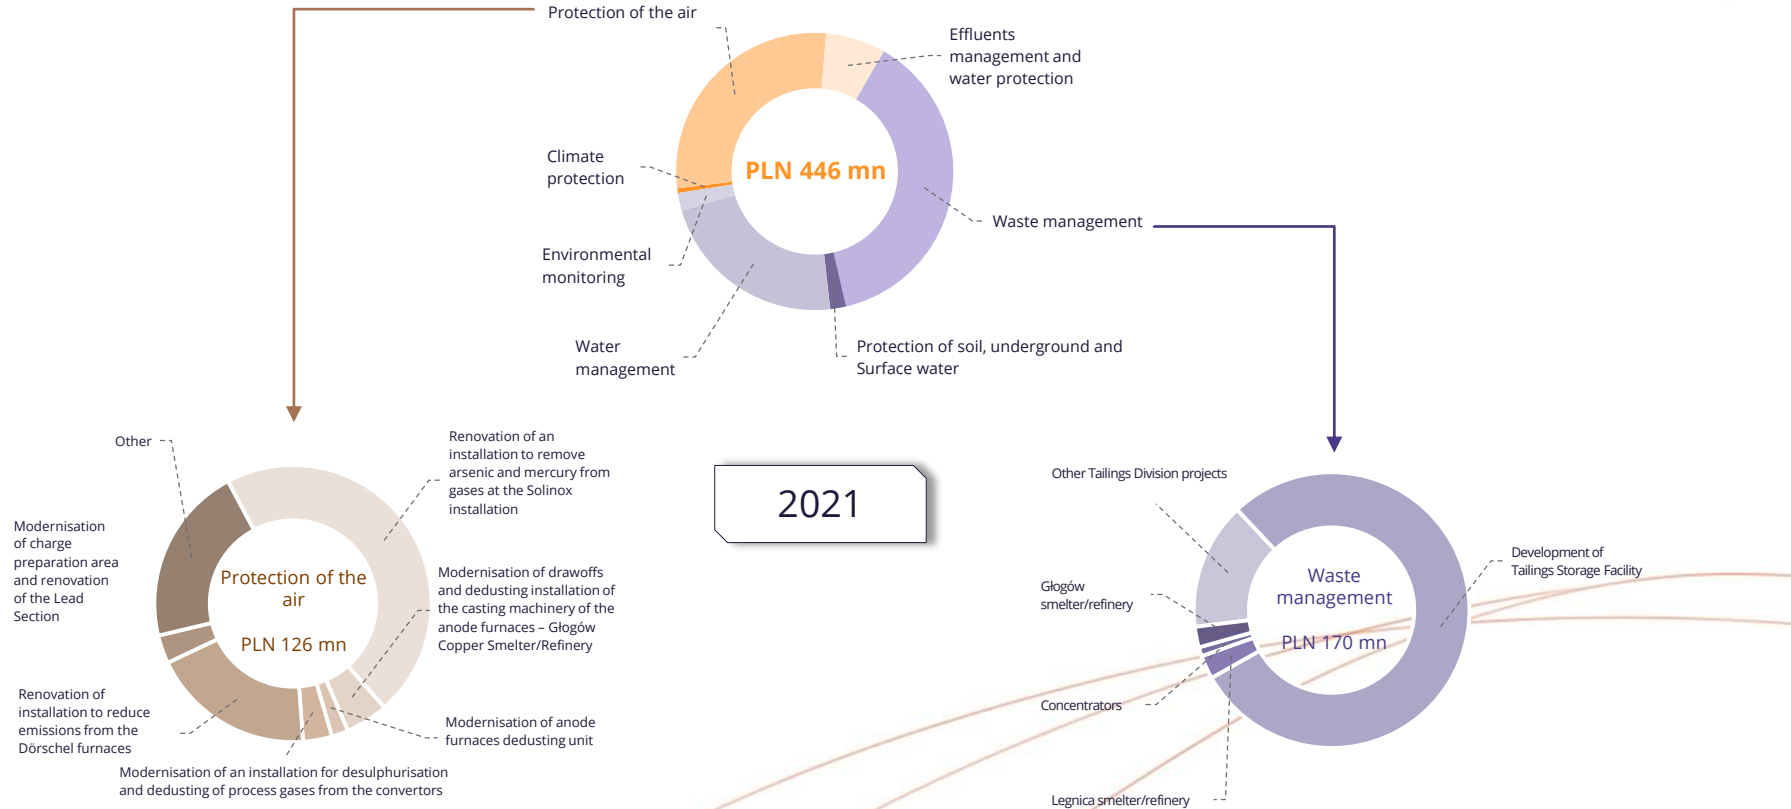 Protection of the air
Effluents
management and
water protection
Climate
protection
PLN 446 mn
Waste management
Environmental
monitoring
Water
management
Protection of soil, underground and
Surface water
Other
Renovation of an
installation to remove
arsenic and mercury from
gases at the Solinox
installation
Modernisation
of charge
preparation area
and renovation
of the Lead
Section
Protection of the
air
PLN 126 mn
Modernisation of drawoffs
and dedusting installation of
the casting machinery of the
anode furnaces – Głogów
Copper Smelter/Refinery
Renovation of
installation to reduce
emissions from the
Dörschel furnaces
Modernisation of anode
furnaces dedusting unit
Modernisation of an installation for desulphurisation
and dedusting of process gases from the convertors
2021
Other Tailings Division projects
Development of
Tailings Storage Facility
Głogów
smelter/refinery
Waste
management
PLN 170 mn
Concentrators
Legnica smelter/refinery